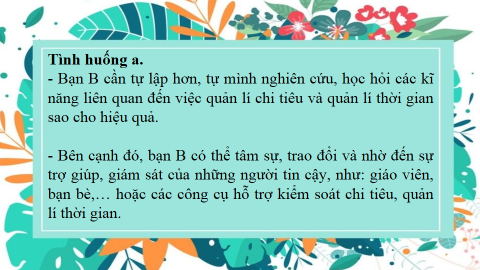 Tình huống a.
- Bạn B cần tự lập hơn, tự mình nghiên cứu, học hỏi các kĩ
năng liên quan đến việc quản lí chi tiêu và quản lí thời gian
sao cho hiệu quả.
- Bên cạnh đó, bạn B có thể tâm sự, trao đổi và nhờ đến sự
trợ giúp, giám sát của những người tin cậy, như: giáo viên,
bạn bè,… hoặc các công cụ hỗ trợ kiểm soát chi tiêu, quản
lí thời gian.